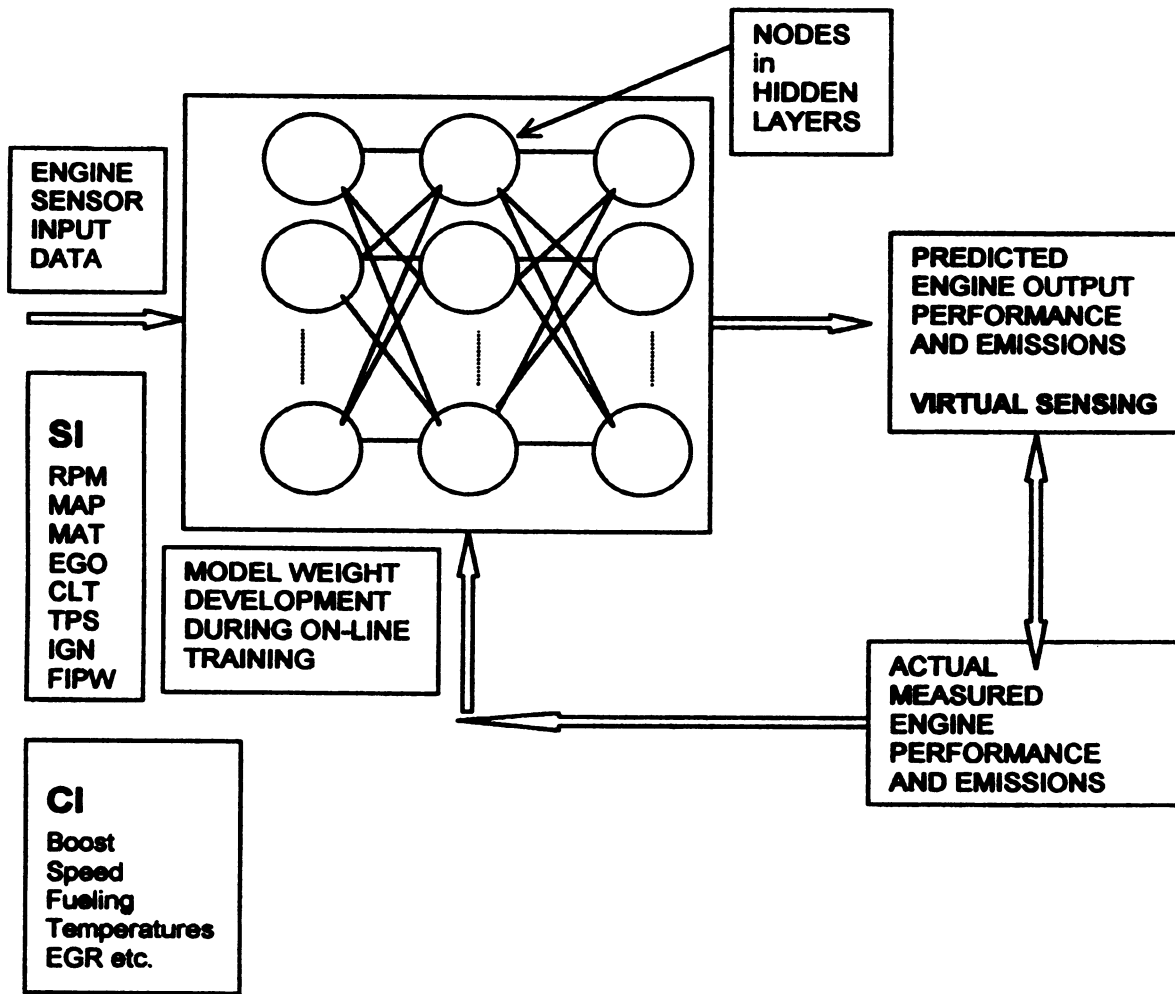 NODES
in
HIDDEN
LAYERS
ENGINE
SENSOR
INPUT
DATA
PREDICTED
ENGINE OUTPUT
PERFORMANCE
AND EMISSIONS
VIRTUAL SENSING
SI
RPM
MAP
MAT
EGO
CLT
TPS
IGN
FIPW
MODEL WEIGHT
DEVELOPMENT
DURING ON-LINE
TRAINING
ACTUAL
MEASURED
ENGINE
PERFORMANCE
AND EMISSIONS
CI
Boost
Speed
Fueling
Temperatures
EGR etc.